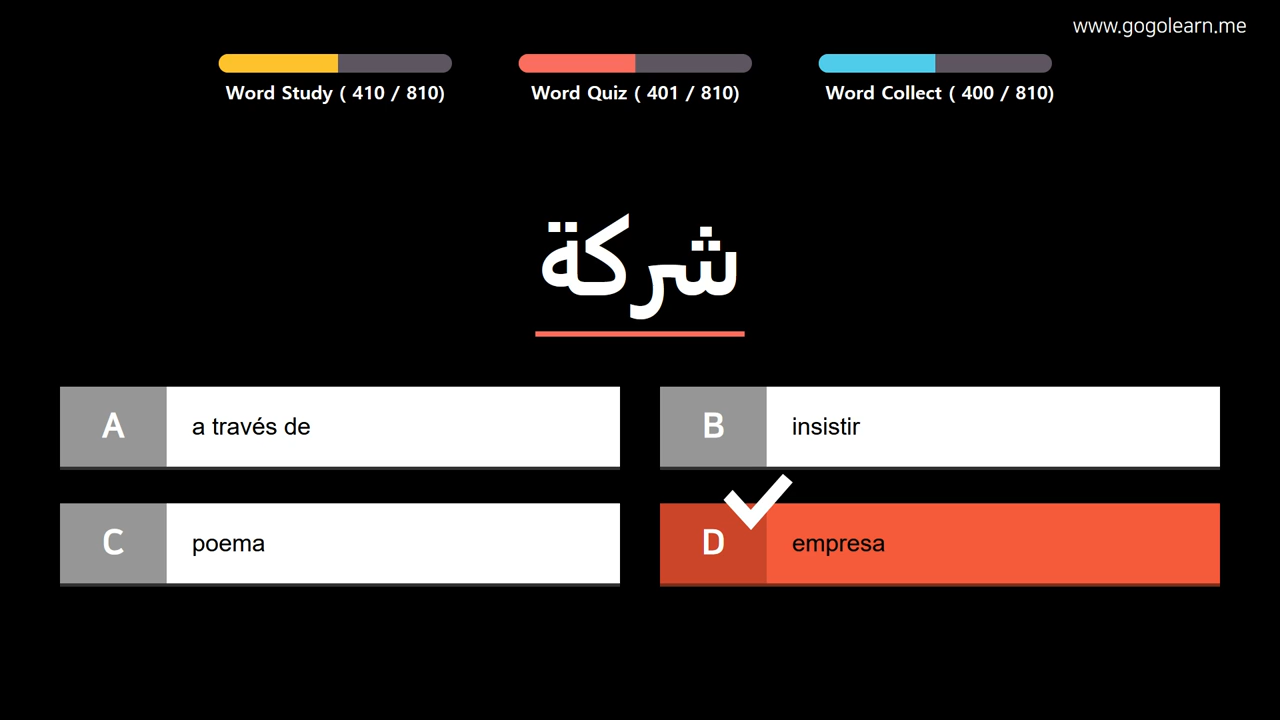 www.gogolearn.me
Word Study ( 410 / 810)
Word Quiz ( 401 / 810)
Word Collect ( 400 / 810)
شركة
A
a través de
B
insistir
C
poema
D
empresa